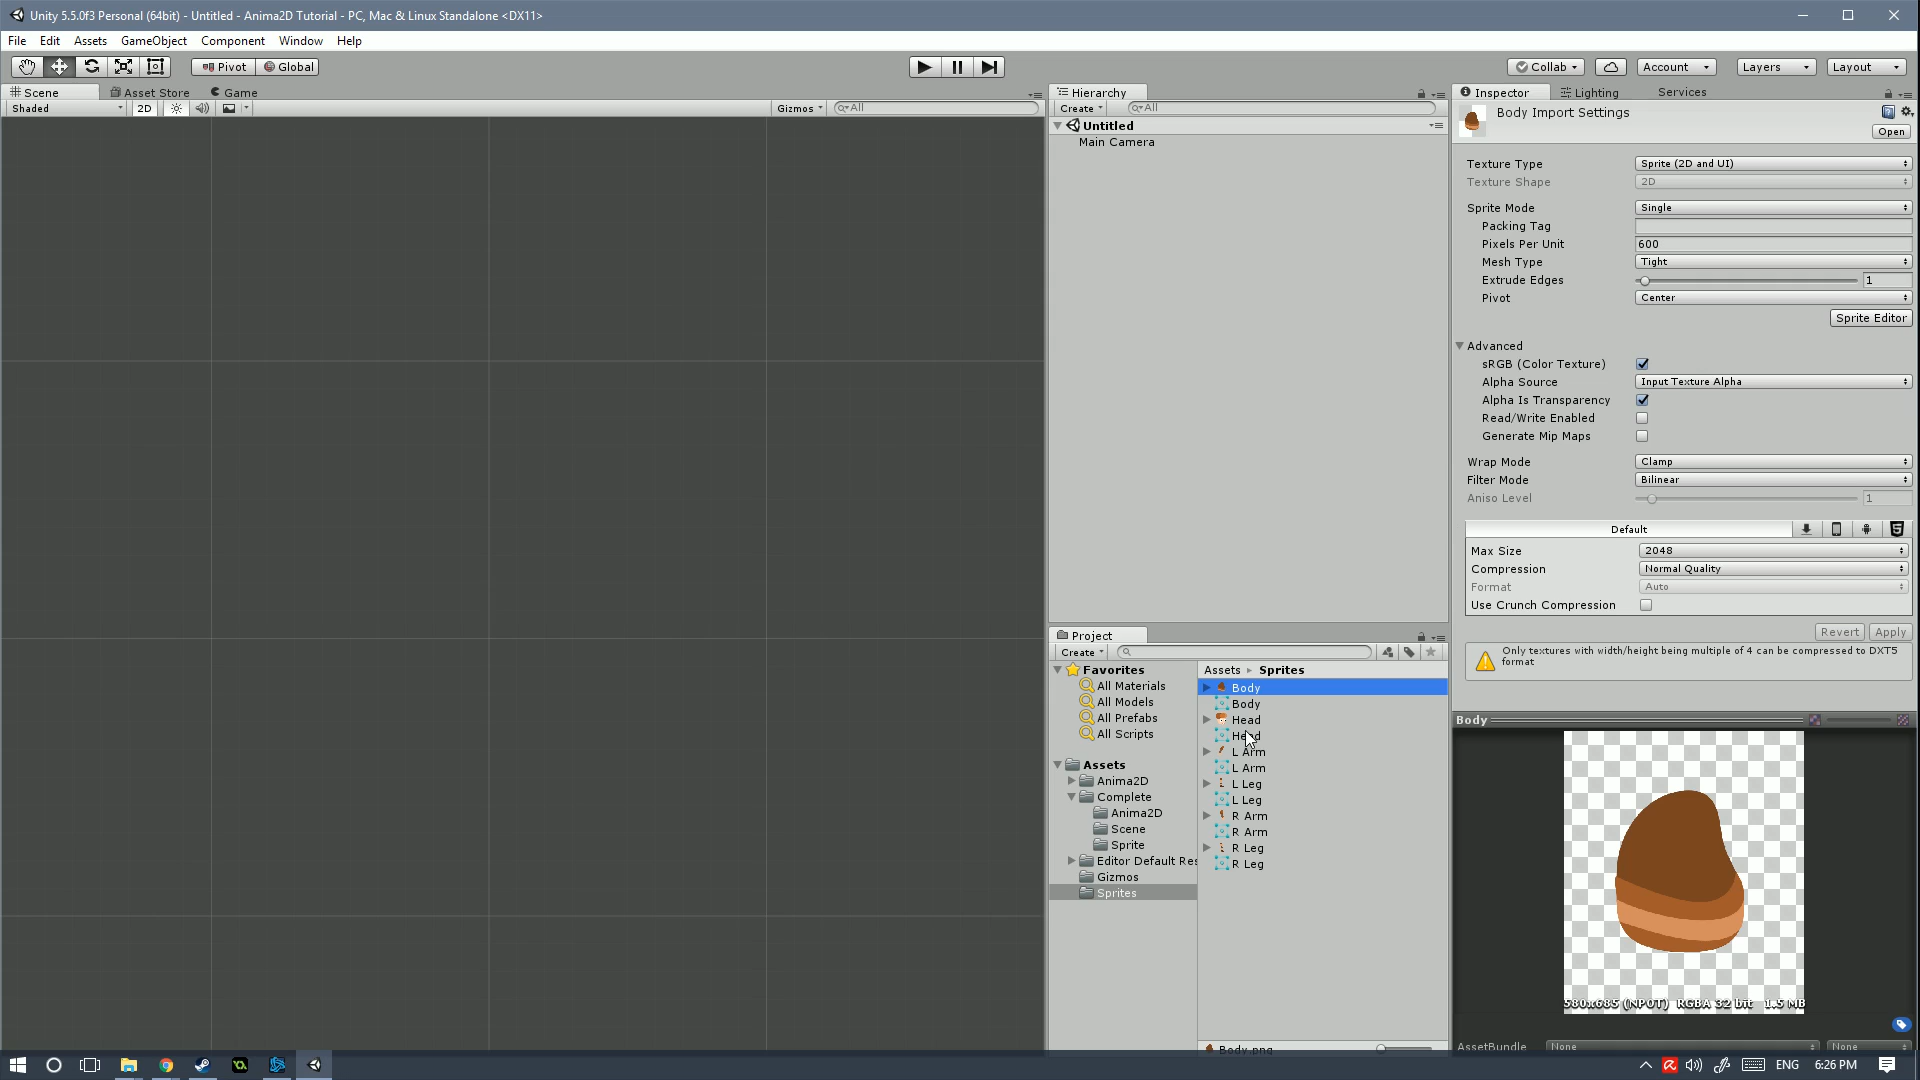 Unity 5.5.0f3 Personal (64bit) - Untitled - Anima2D Tutorial - PC, Mac & Linux Standalone <DX11>
File Edit Assets GameObject Component Window Help
Pivot Global Collab Account Layers Layout
Scene Asset Store Game
Shaded 2D Gizmos All
Hierarchy
Create All
Untitled
Main Camera
Project
Create
Favorites
All Materials
All Models
All Prefabs
All Scripts
Assets
Anima2D
Complete
Anima2D
Scene
Sprite
Editor Default Res
Gizmos
Sprites
Assets Sprites
Body
Body
Head
Head
L Arm
L Arm
L Leg
L Leg
R Arm
R Arm
R Leg
R Leg
Body.png
Inspector Lighting Services
Body Import Settings
Open
Texture Type Sprite (2D and UI)
Texture Shape 2D
Sprite Mode Single
Packing Tag
Pixels Per Unit 600
Mesh Type Tight
Extrude Edges 1
Pivot Center
Sprite Editor
Advanced
sRGB (Color Texture)
Alpha Source Input Texture Alpha
Alpha Is Transparency
Read/Write Enabled
Generate Mip Maps
Wrap Mode Clamp
Filter Mode Bilinear
Aniso Level 1
Default
Max Size 2048
Compression Normal Quality
Format Auto
Use Crunch Compression
Revert Apply
Only textures with width/height being multiple of 4 can be compressed to DXT5
format
Body
580x685 (NPOT) RGBA 32 bit 1.5 MB
AssetBundle None None
ENG 6:26 PM